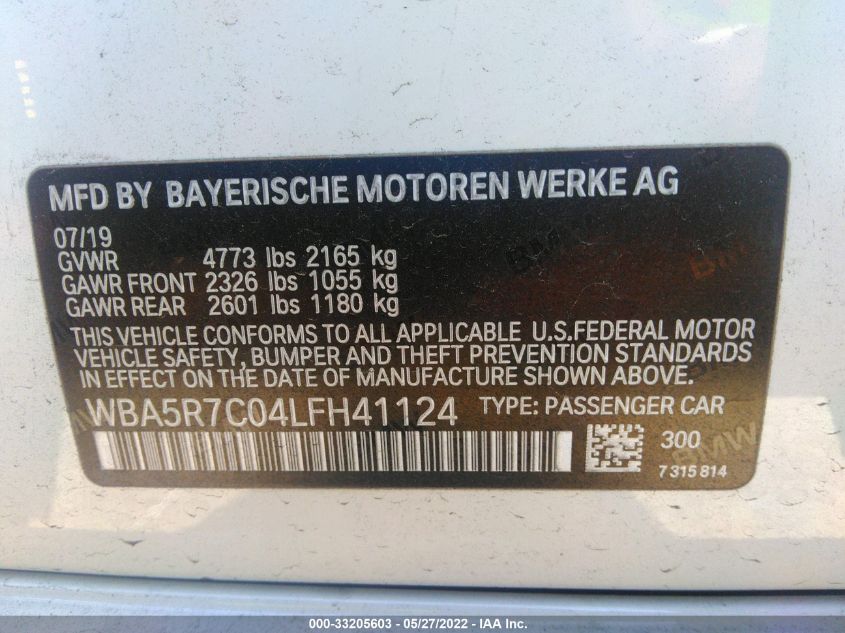 MFD BY BAYERISCHE MOTOREN WERKE AG
07/19
GVWR 4773 lbs 2165 kg
GAWR FRONT 2326 lbs 1055 kg
GAWR REAR 2601 lbs 1180 kg
THIS VEHICLE CONFORMS TO ALL APPLICABLE U.S.FEDERAL MOTOR
VEHICLE SAFETY, BUMPER AND THEFT PREVENTION STANDARDS
IN EFFECT ON THE DATE OF MANUFACTURE SHOWN ABOVE.
WBA5R7C04LFH41124 TYPE: PASSENGER CAR
300
7 315 814
BMW
BMW
BMW
000-33205603 - 05/27/2022 - IAA Inc.